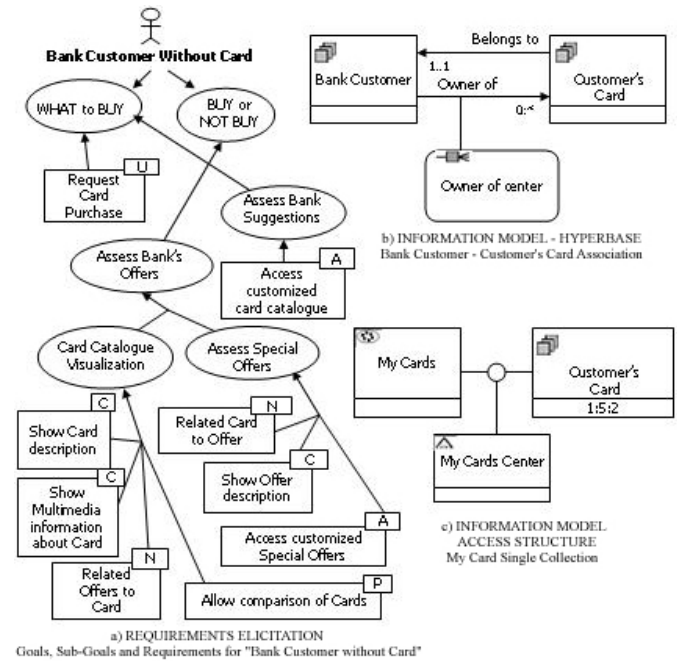 Bank Customer Without Card
WHAT to BUY
BUY or
NOT BUY
U
Request
Card
Purchase
Assess Bank
Suggestions
Assess Bank's
Offers
A
Access
customized
card catalogue
Card Catalogue
Visualization
Assess Special
Offers
C
Show Card
description
C
Show
Multimedia
information
about Card
N
Related
Offers to
Card
N
Related Card
to Offer
C
Show Offer
description
A
Access customized
Special Offers
P
Allow comparison of Cards
a) REQUIREMENTS ELICITATION
Goals, Sub-Goals and Requirements for "Bank Customer without Card"
Bank Customer
Belongs to
1..1
Owner of
0:*
Customer's
Card
Owner of center
b) INFORMATION MODEL - HYPERBASE
Bank Customer - Customer's Card Association
My Cards
Customer's
Card
1:5:2
My Cards Center
c) INFORMATION MODEL
ACCESS STRUCTURE
My Card Single Collection